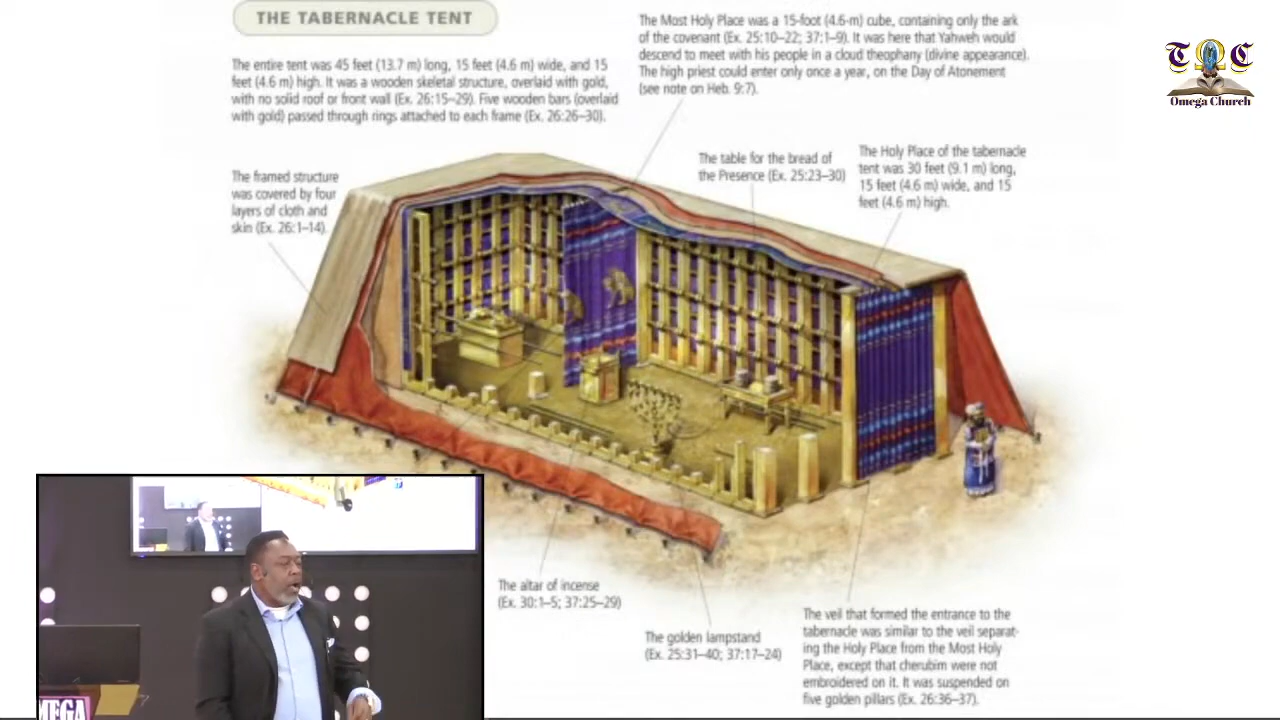 THE TABERNACLE TENT
The entire tent was 45 feet (13.7 m) long, 15 feet (4.6 m) wide, and 15
feet (4.6 m) high. It was a wooden skeletal structure, overlaid with gold,
with no solid roof or front wall (Ex. 26:15–29). Five wooden bars (overlaid
with gold) passed through rings attached to each frame (Ex. 26:26–30).
The Most Holy Place was a 15-foot (4.6-m) cube, containing only the ark
of the covenant (Ex. 25:10–22; 37:1–9). It was here that Yahweh would
descend to meet with his people in a cloud theophany (divine appearance).
The high priest could enter only once a year, on the Day of Atonement
(see note on Heb. 9:7).
TOC
Omega Church
The framed structure
was covered by four
layers of cloth and
skin (Ex. 26:1–14).
The table for the bread of
the Presence (Ex. 25:23–30)
The Holy Place of the tabernacle
tent was 30 feet (9.1 m) long,
15 feet (4.6 m) wide, and 15
feet (4.6 m) high.
The altar of incense
(Ex. 30:1–5; 37:25–29)
The golden lampstand
(Ex. 25:31–40; 37:17–24)
The veil that formed the entrance to the
tabernacle was similar to the veil separat-
ing the Holy Place from the Most Holy
Place, except that cherubim were not
embroidered on it. It was suspended on
five golden pillars (Ex. 26:36–37).
MEGA